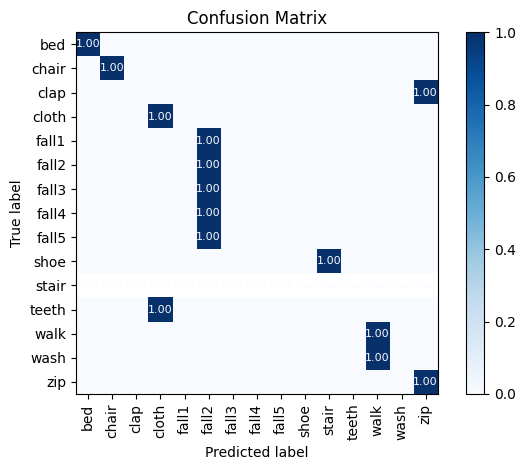 Confusion Matrix
bed
chair
clap
cloth
fall1
fall2
fall3
fall4
fall5
shoe
stair
teeth
walk
wash
zip
True label
1.00
1.00
1.00
1.00
1.00
1.00
1.00
1.00
1.00
1.00
1.00
1.00
1.00
1.00
bed
chair
clap
cloth
fall1
fall2
fall3
fall4
fall5
shoe
stair
teeth
walk
wash
zip
Predicted label
1.0
0.8
0.6
0.4
0.2
0.0